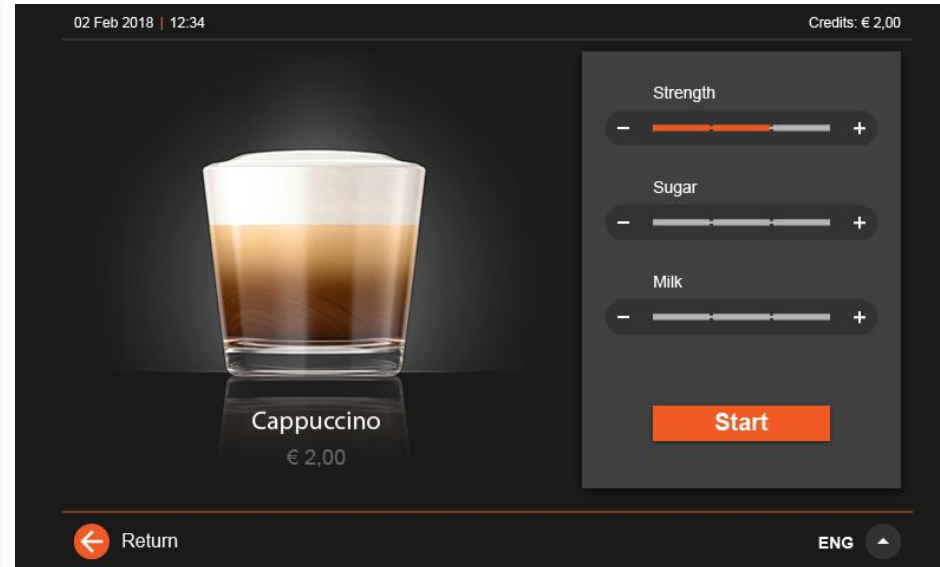 02 Feb 2018 | 12:34
Credits: € 2,00
Strength
− +
Sugar
− +
Milk
− +
Start
Cappuccino
€ 2,00
Return
ENG